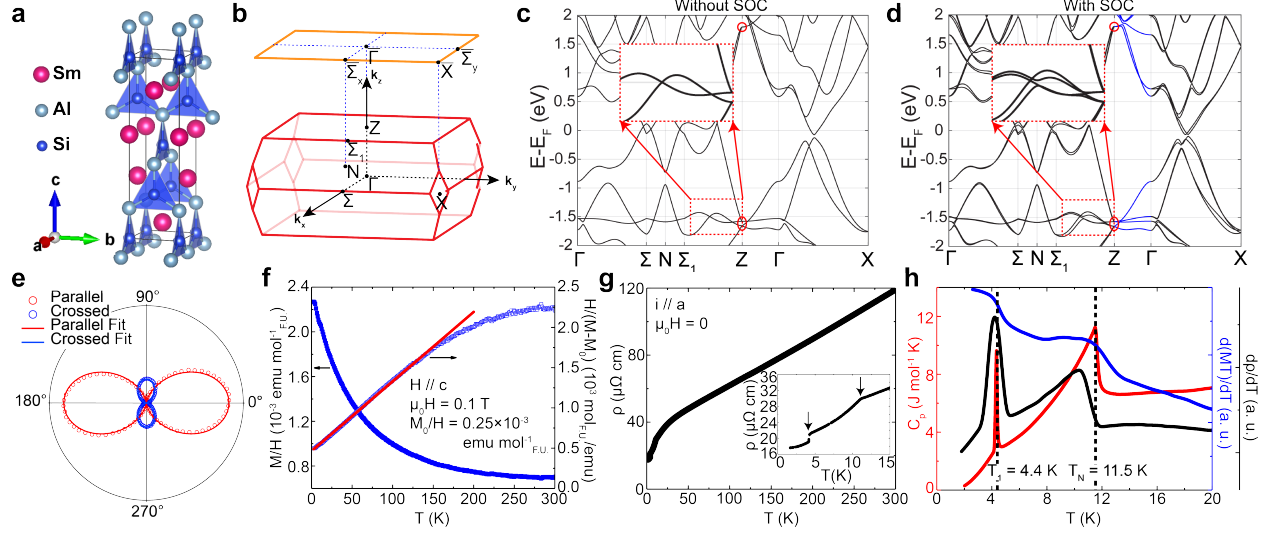 a
Sm
Al
Si
c
a
b
b
Γ̅
Σ̅x
X̅
Σ̅y
kz
Z
Σ1
N
Γ
ky
Σ
X
kx
c
Without SOC
E-EF (eV)
2
1.5
1
0.5
0
-0.5
-1
-1.5
-2
Γ
Σ
N
Σ1
Z
Γ
X
d
With SOC
E-EF (eV)
2
1.5
1
0.5
0
-0.5
-1
-1.5
-2
Γ
Σ
N
Σ1
Z
Γ
X
e
Parallel
Crossed
Parallel Fit
Crossed Fit
90°
180°
0°
270°
f
M/H (10-3 emu mol-1F.U.)
2.4
2.0
1.6
1.2
0.8
H // c
μ0H = 0.1 T
M0/H = 0.25×10-3
emu mol-1F.U.
0 50 100 150 200 250 300
T (K)
2.5
2.0
1.5
1.0
0.5
0.0
H/(M-M0) (103 molF.U./emu)
g
ρ (μΩ cm)
120
80
40
0
i // a
μ0H = 0
ρ (μΩ cm)
36
32
28
24
20
16
0 5 10 15
T(K)
0 50 100 150 200 250 300
T (K)
h
Cp (J mol-1 K)
12
8
4
0
T1 = 4.4 K
TN = 11.5 K
0 4 8 12 16 20
T (K)
d(MT)/dT (a. u.)
dρ/dT (a. u.)